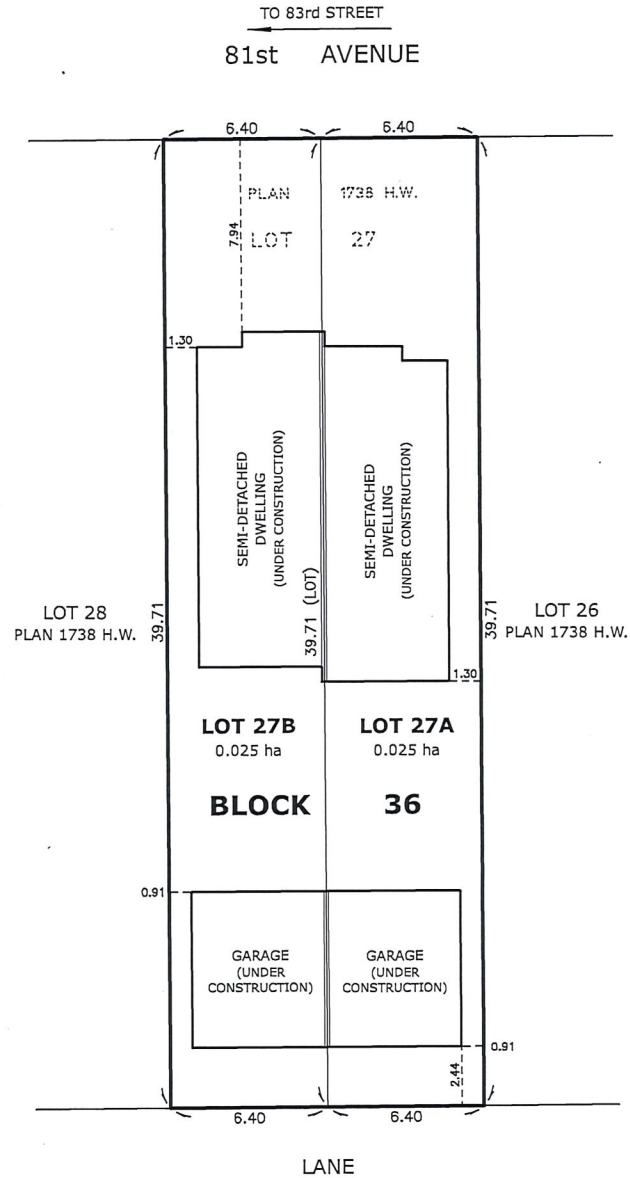 TO 83rd STREET
81st AVENUE
6.40 6.40
PLAN 1738 H.W.
7.94
LOT 27
1.30
SEMI-DETACHED
DWELLING
(UNDER CONSTRUCTION)
SEMI-DETACHED
DWELLING
(UNDER CONSTRUCTION)
39.71 (LOT)
LOT 28
PLAN 1738 H.W.
39.71
39.71
LOT 26
PLAN 1738 H.W.
1.30
LOT 27B
0.025 ha
LOT 27A
0.025 ha
BLOCK 36
0.91
GARAGE
(UNDER
CONSTRUCTION)
GARAGE
(UNDER
CONSTRUCTION)
0.91
2.44
6.40 6.40
LANE